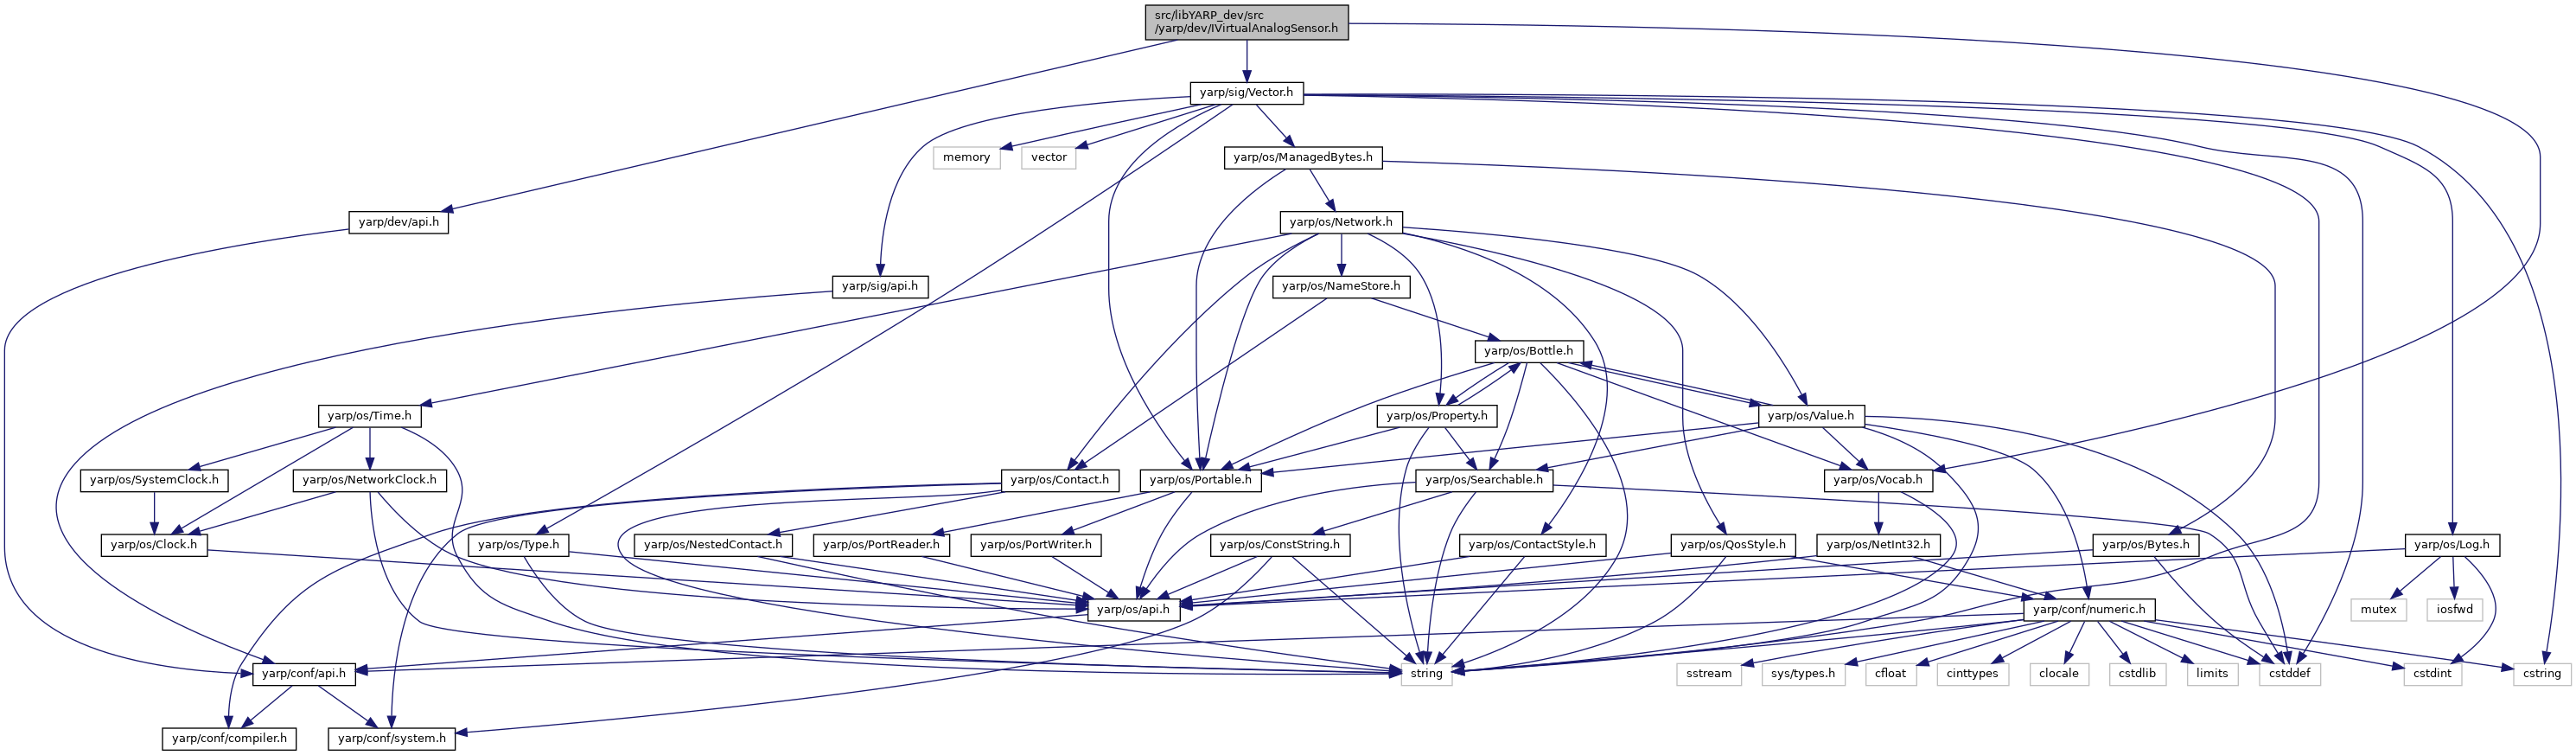 src/libYARP_dev/src
/yarp/dev/IVirtualAnalogSensor.h
yarp/sig/Vector.h
memory
vector
yarp/os/ManagedBytes.h
yarp/dev/api.h
yarp/os/Network.h
yarp/sig/api.h
yarp/os/NameStore.h
yarp/os/Bottle.h
yarp/os/Time.h
yarp/os/Property.h
yarp/os/Value.h
yarp/os/SystemClock.h
yarp/os/NetworkClock.h
yarp/os/Contact.h
yarp/os/Portable.h
yarp/os/Searchable.h
yarp/os/Vocab.h
yarp/os/Clock.h
yarp/os/Type.h
yarp/os/NestedContact.h
yarp/os/PortReader.h
yarp/os/PortWriter.h
yarp/os/ConstString.h
yarp/os/ContactStyle.h
yarp/os/QosStyle.h
yarp/os/NetInt32.h
yarp/os/Bytes.h
yarp/os/Log.h
yarp/os/api.h
yarp/conf/numeric.h
mutex
iosfwd
yarp/conf/api.h
string
sstream
sys/types.h
cfloat
cinttypes
clocale
cstdlib
limits
cstddef
cstdint
cstring
yarp/conf/compiler.h
yarp/conf/system.h